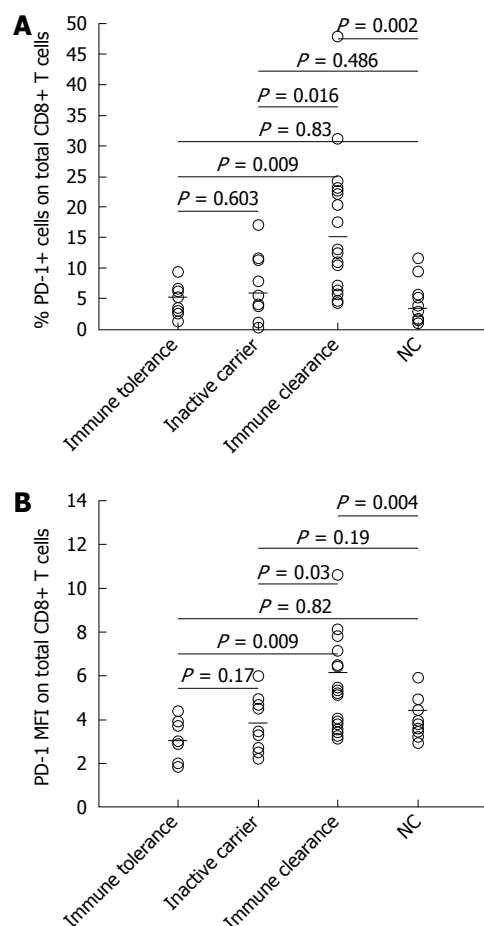 A
% PD-1+ cells on total CD8+ T cells
50
45
40
35
30
25
20
15
10
5
0
P = 0.002
P = 0.486
P = 0.016
P = 0.83
P = 0.009
P = 0.603
Immune tolerance
Inactive carrier
Immune clearance
NC
B
PD-1 MFI on total CD8+ T cells
14
12
10
8
6
4
2
0
P = 0.004
P = 0.19
P = 0.03
P = 0.82
P = 0.009
P = 0.17
Immune tolerance
Inactive carrier
Immune clearance
NC